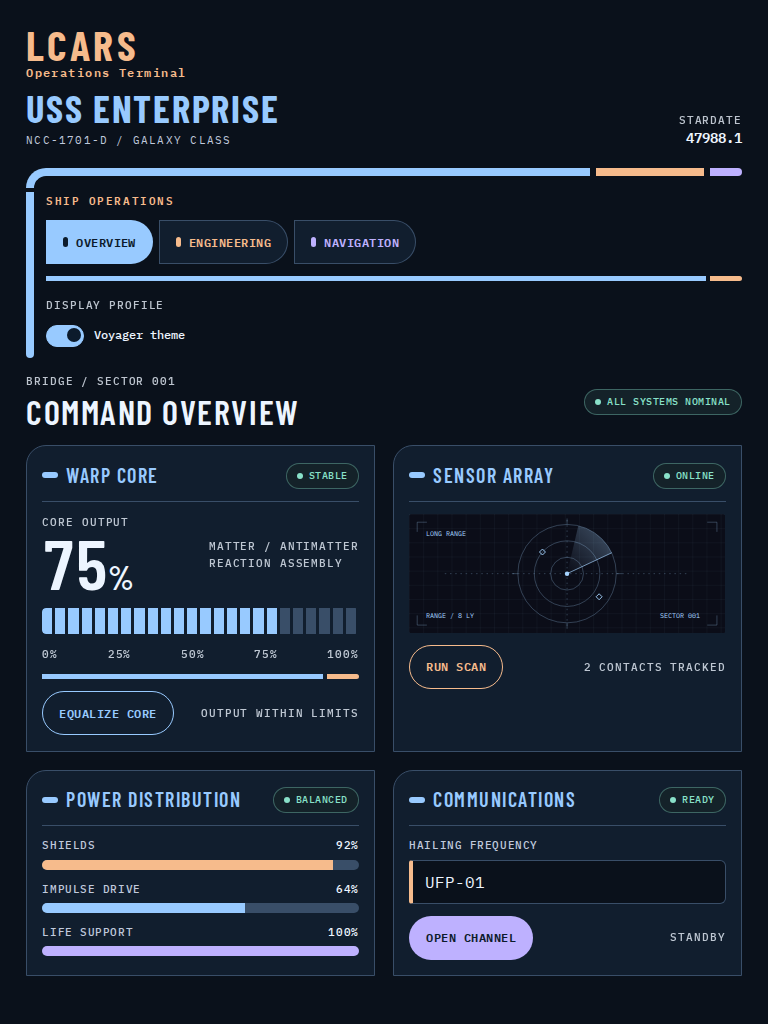 LCARS
Operations Terminal
USS ENTERPRISE
NCC-1701-D / GALAXY CLASS
STARDATE
47988.1
SHIP OPERATIONS
OVERVIEW
ENGINEERING
NAVIGATION
DISPLAY PROFILE
Voyager theme
BRIDGE / SECTOR 001
COMMAND OVERVIEW
ALL SYSTEMS NOMINAL
WARP CORE
STABLE
CORE OUTPUT
75%
MATTER / ANTIMATTER
REACTION ASSEMBLY
0% 25% 50% 75% 100%
EQUALIZE CORE
OUTPUT WITHIN LIMITS
SENSOR ARRAY
ONLINE
LONG RANGE
RANGE / 8 LY
SECTOR 001
RUN SCAN
2 CONTACTS TRACKED
POWER DISTRIBUTION
BALANCED
SHIELDS 92%
IMPULSE DRIVE 64%
LIFE SUPPORT 100%
COMMUNICATIONS
READY
HAILING FREQUENCY
UFP-01
OPEN CHANNEL
STANDBY